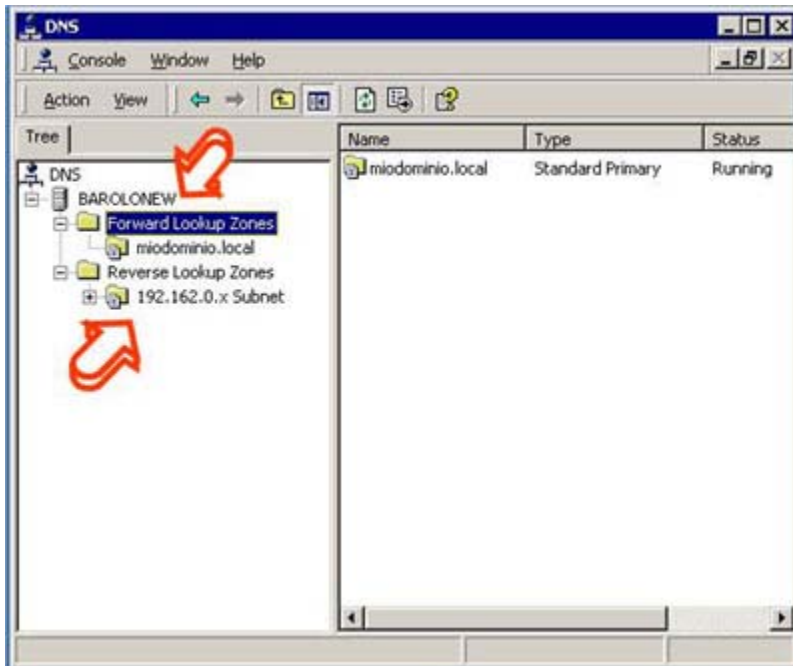 DNS
Console Window Help
Action View
Tree
Name Type Status
DNS
BAROLONEW
Forward Lookup Zones
miodominio.local
Reverse Lookup Zones
192.162.0.x Subnet
miodominio.local Standard Primary Running